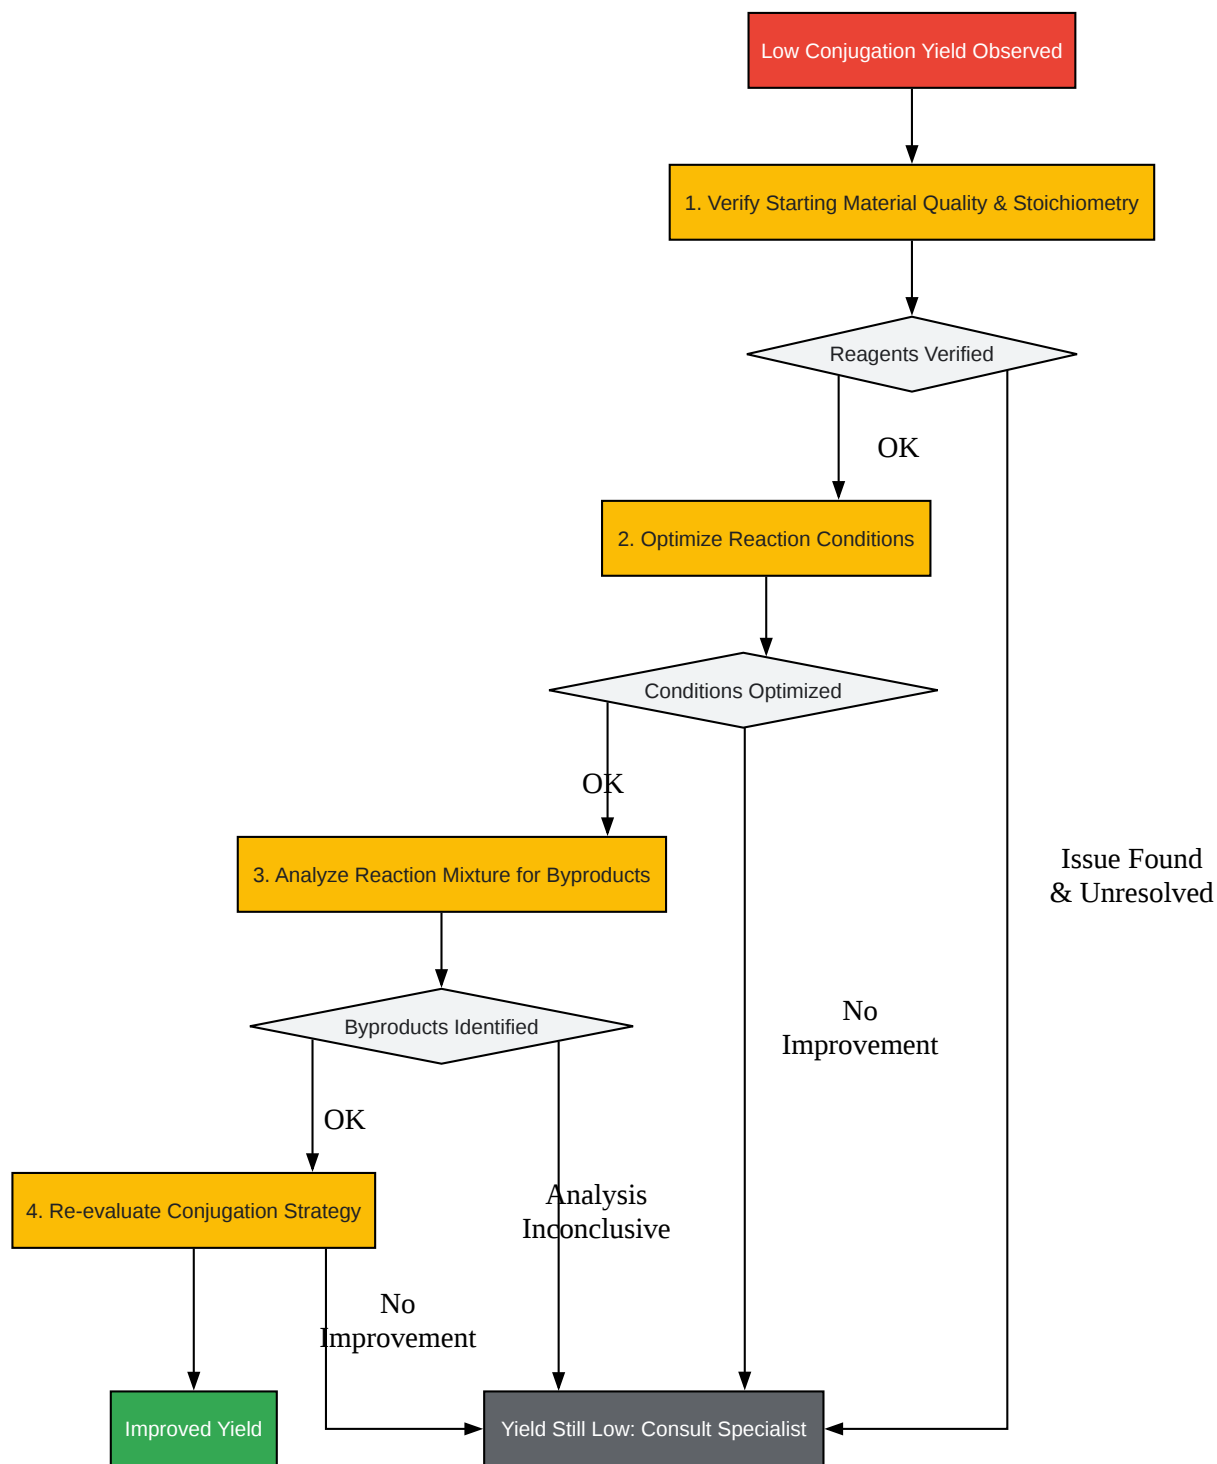 Low Conjugation Yield Observed
1. Verify Starting Material Quality & Stoichiometry
Reagents Verified
OK
2. Optimize Reaction Conditions
Conditions Optimized
OK
3. Analyze Reaction Mixture for Byproducts
Issue Found
& Unresolved
Byproducts Identified
No
Improvement
OK
4. Re-evaluate Conjugation Strategy
Analysis
Inconclusive
No
Improvement
Improved Yield
Yield Still Low: Consult Specialist